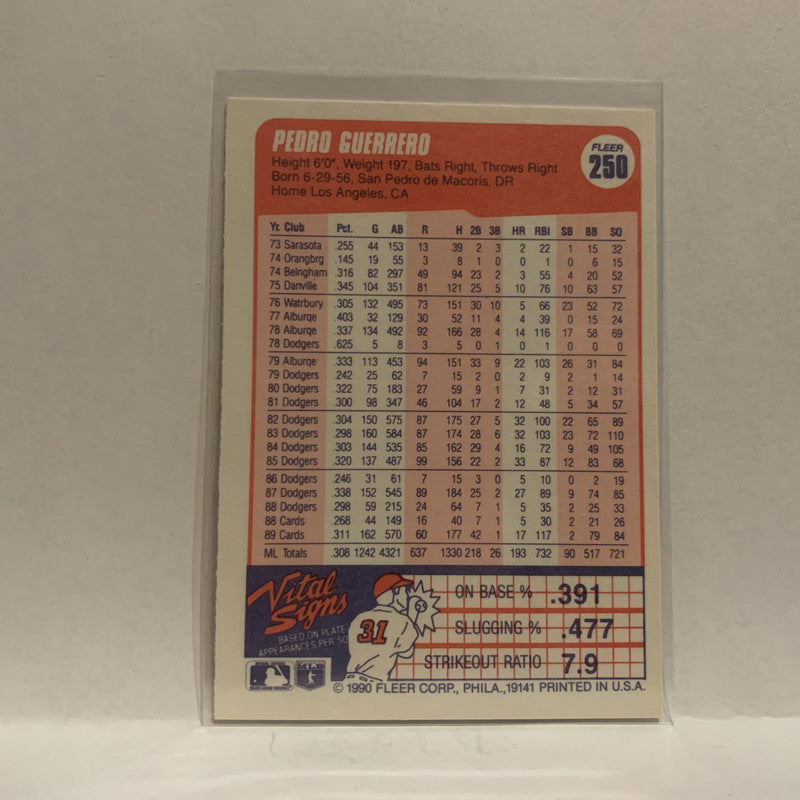 PEDRO GUERRERO
Height 6'0", Weight 197, Bats Right, Throws Right
Born 6-29-56, San Pedro de Macoris, DR
Home Los Angeles, CA
FLEER
250
Yr. Club Pct. G AB R H 2B 3B HR RBI SB BB SO
73 Sarasota .255 44 153 13 39 2 3 2 22 1 15 32
74 Orangbrg .145 19 55 3 8 1 0 0 1 0 6 15
74 Belngham .316 82 297 49 94 23 2 3 55 4 20 52
75 Danville .345 104 351 81 121 25 5 10 76 10 63 57
76 Watrbury .305 132 495 73 151 30 10 5 66 23 52 72
77 Alburqe .403 32 129 30 52 11 4 4 39 0 15 24
78 Alburqe .337 134 492 92 166 28 4 14 116 17 58 69
78 Dodgers .625 5 8 3 5 0 1 0 1 0 0 0
79 Alburqe .333 113 453 94 151 33 9 22 103 26 31 84
79 Dodgers .242 25 62 7 15 2 0 2 9 2 1 14
80 Dodgers .322 75 183 27 59 9 1 7 31 2 12 31
81 Dodgers .300 98 347 46 104 17 2 12 48 5 34 57
82 Dodgers .304 150 575 87 175 27 5 32 100 22 65 89
83 Dodgers .298 160 584 87 174 28 6 32 103 23 72 110
84 Dodgers .303 144 535 85 162 29 4 16 72 9 49 105
85 Dodgers .320 137 487 99 156 22 2 33 87 12 83 68
86 Dodgers .246 31 61 7 15 3 0 5 10 0 2 19
87 Dodgers .338 152 545 89 184 25 2 27 89 9 74 85
88 Dodgers .298 59 215 24 64 7 1 5 35 2 25 33
88 Cards .268 44 149 16 40 7 1 5 30 2 21 26
89 Cards .311 162 570 60 177 42 1 17 117 2 79 84
ML Totals .308 1242 4321 637 1330 218 26 193 732 90 517 721
Vital
Signs
BASED ON PLATE
APPEARANCES PER SO
31
ON BASE % .391
SLUGGING % .477
STRIKEOUT RATIO 7.9
© 1990 FLEER CORP., PHILA., 19141 PRINTED IN U.S.A.